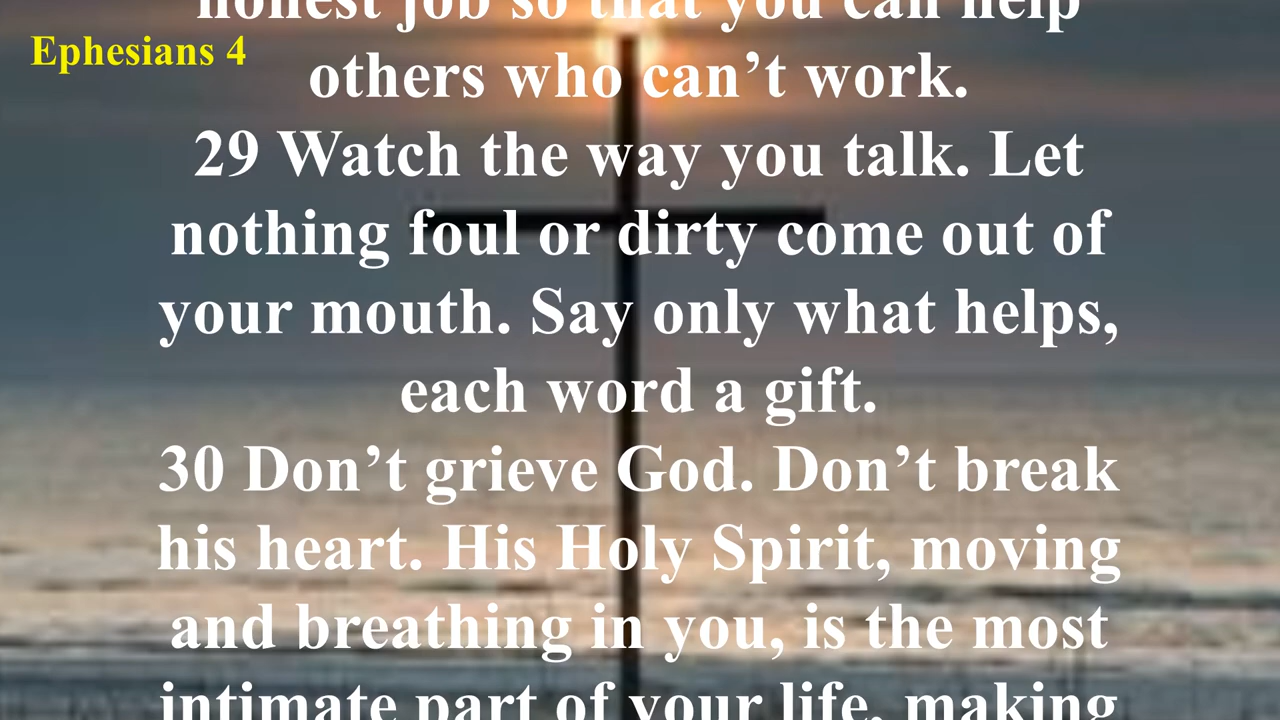 honest job so that you can help
Ephesians 4
others who can’t work.
29 Watch the way you talk. Let
nothing foul or dirty come out of
your mouth. Say only what helps,
each word a gift.
30 Don’t grieve God. Don’t break
his heart. His Holy Spirit, moving
and breathing in you, is the most
intimate part of your life, making